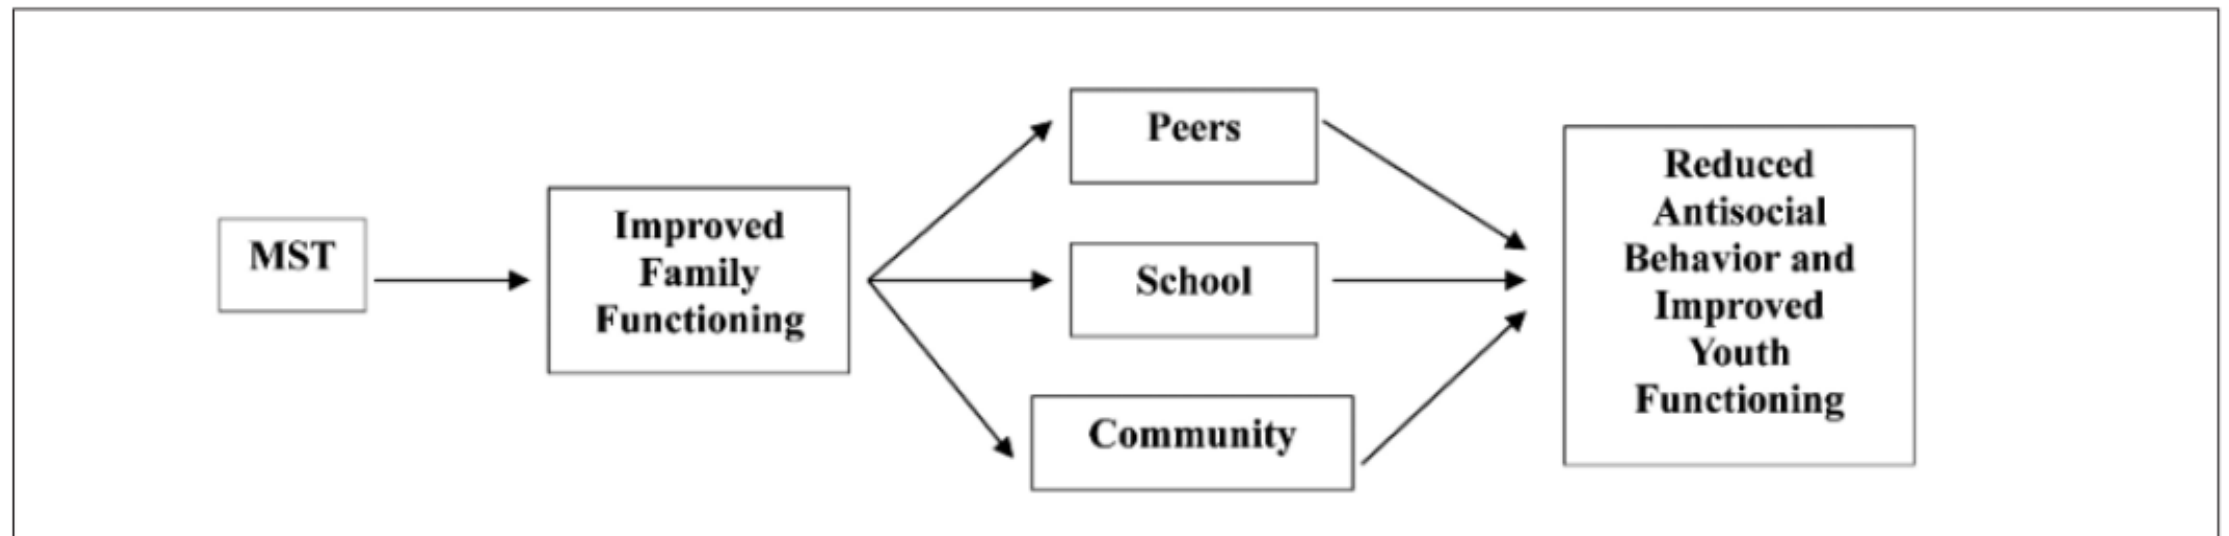 MST
Improved
Family
Functioning
Peers
School
Community
Reduced
Antisocial
Behavior and
Improved
Youth
Functioning